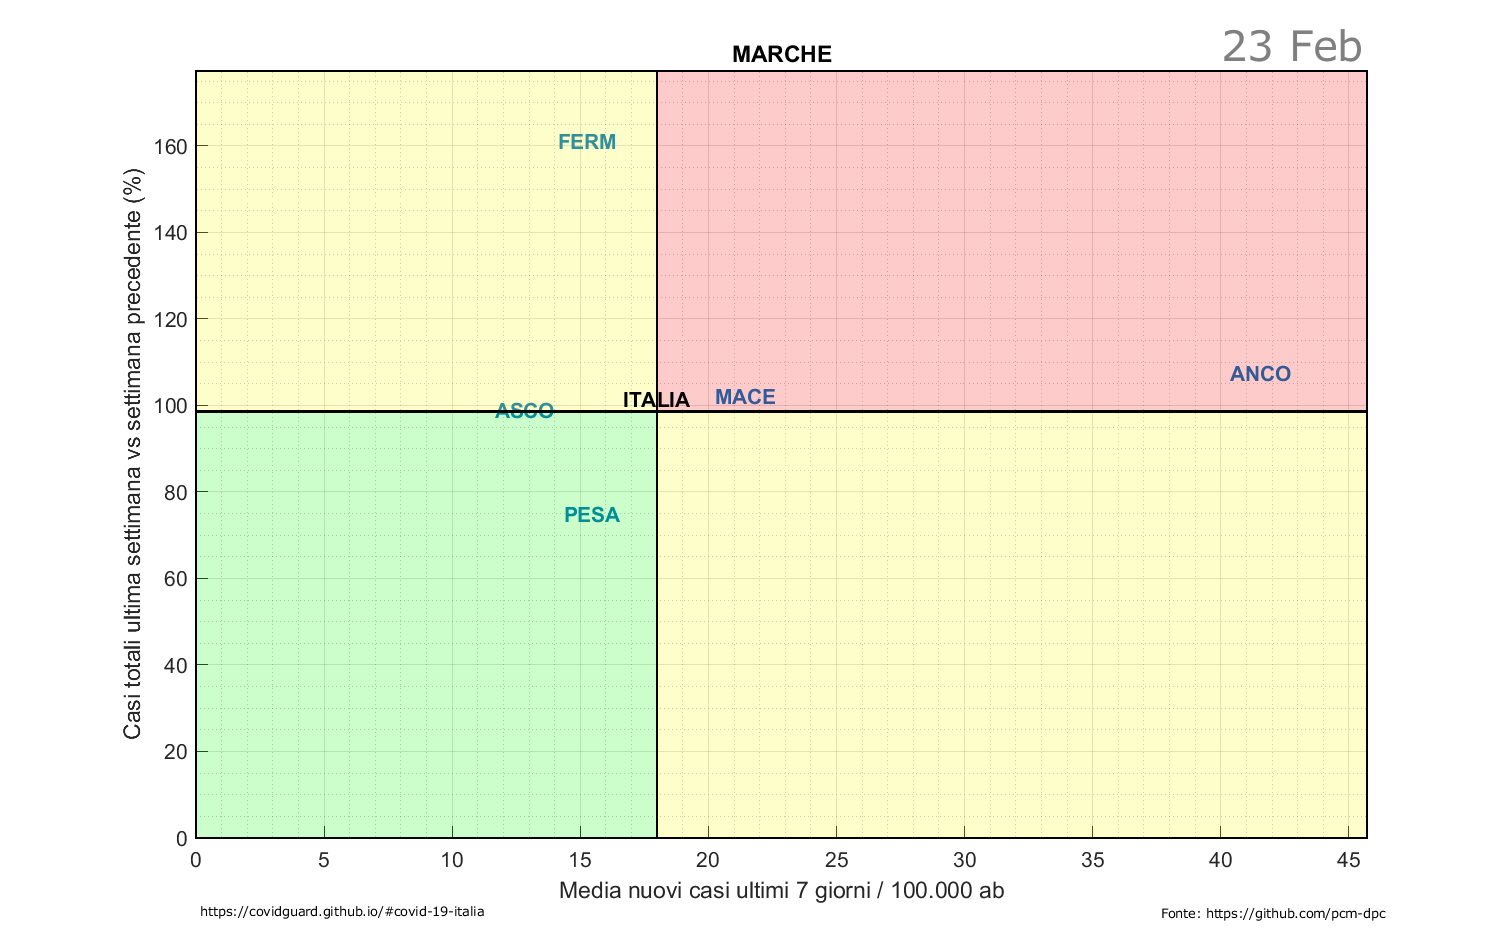 MARCHE
23 Feb
Casi totali ultima settimana vs settimana precedente (%)
160
140
120
100
80
60
40
20
0
FERM
ANCO
MACE
ITALIA
ASCO
PESA
0 5 10 15 20 25 30 35 40 45
Media nuovi casi ultimi 7 giorni / 100.000 ab
https://covidguard.github.io/#covid-19-italia
Fonte: https://github.com/pcm-dpc